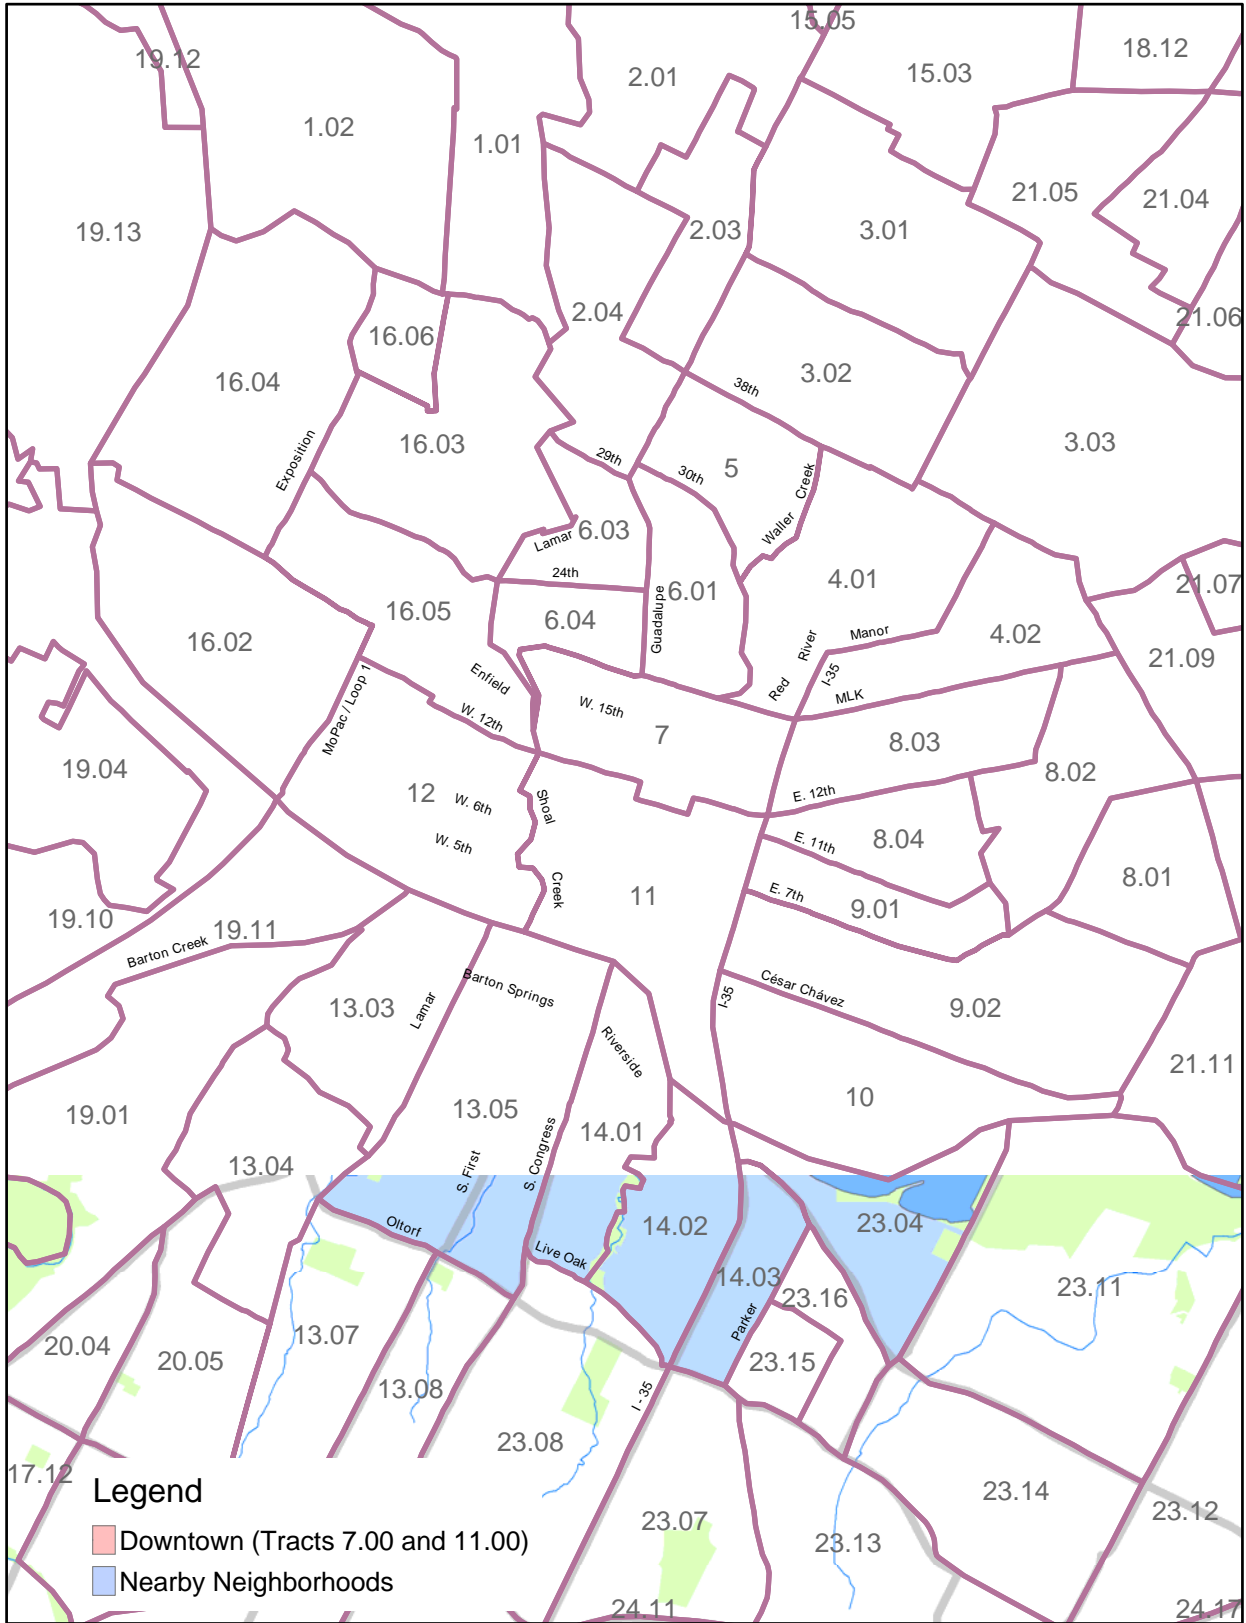 15.05
19.12
18.12
2.01
15.03
1.02
1.01
21.05
21.04
19.13
2.03
3.01
2.04
21.06
16.06
16.04
3.02
38th
16.03
3.03
Exposition
29th
30th
5
Waller Creek
Lamar
6.03
24th
4.01
21.07
6.01
16.05
6.04
Guadalupe
16.02
Red River
Manor
4.02
21.09
I-35
Enfield
MLK
W. 15th
W. 12th
MoPac / Loop 1
7
8.03
19.04
8.02
12
W. 6th
Shoal Creek
E. 12th
W. 5th
E. 11th
8.04
8.01
11
E. 7th
9.01
19.10
19.11
Barton Creek
Barton Springs
César Chávez
13.03
Lamar
I-35
9.02
Riverside
21.11
10
19.01
13.05
14.01
13.04
S. First
S. Congress
Oltorf
14.02
23.04
Live Oak
14.03
23.16
23.11
13.07
Parker
20.04
20.05
23.15
13.08
I - 35
23.08
17.12
Legend
23.14
23.12
23.07
Downtown (Tracts 7.00 and 11.00)
23.13
Nearby Neighborhoods
24.11
24.17